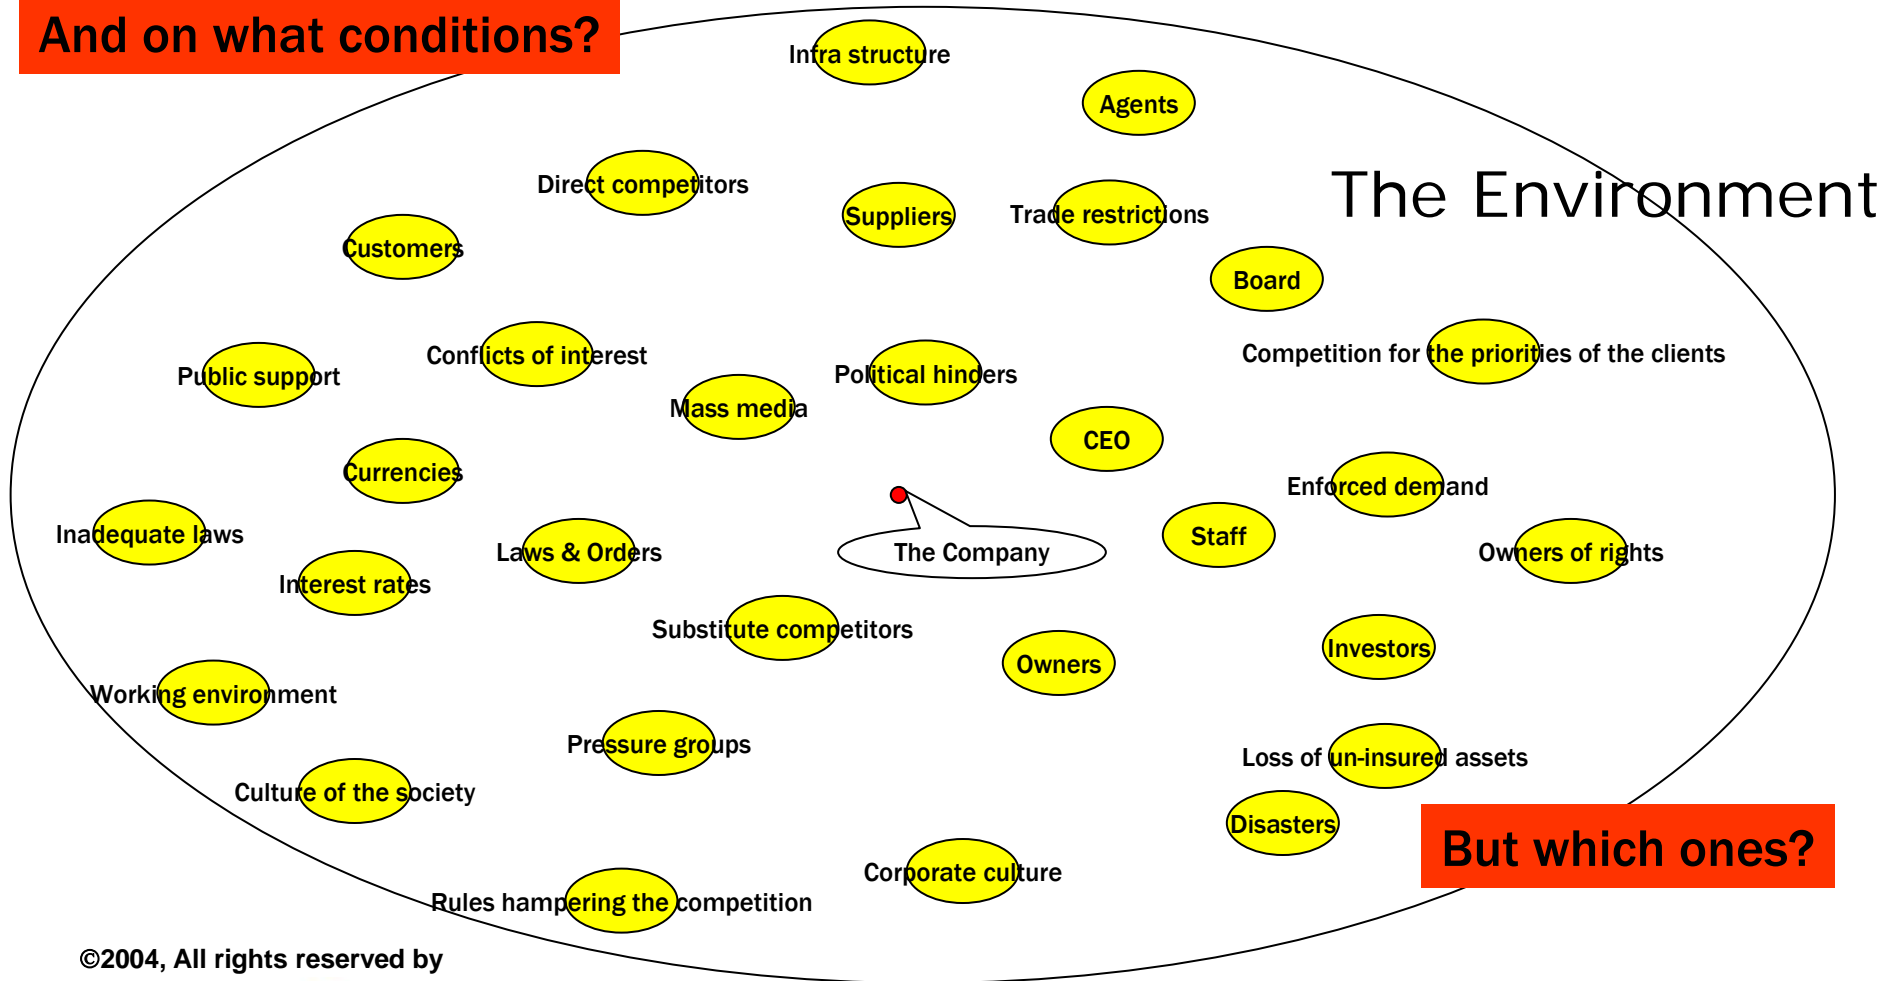 And on what conditions?
Infra structure
Agents
Direct competitors
The Environment
Suppliers
Trade restrictions
Customers
Board
Competition for the priorities of the clients
Conflicts of interest
Public support
Political hinders
Mass media
CEO
Currencies
Enforced demand
Inadequate laws
Staff
Laws & Orders
The Company
Owners of rights
Interest rates
Substitute competitors
Investors
Owners
Working environment
Pressure groups
Loss of un-insured assets
Culture of the society
Disasters
But which ones?
Corporate culture
Rules hampering the competition
©2004, All rights reserved by